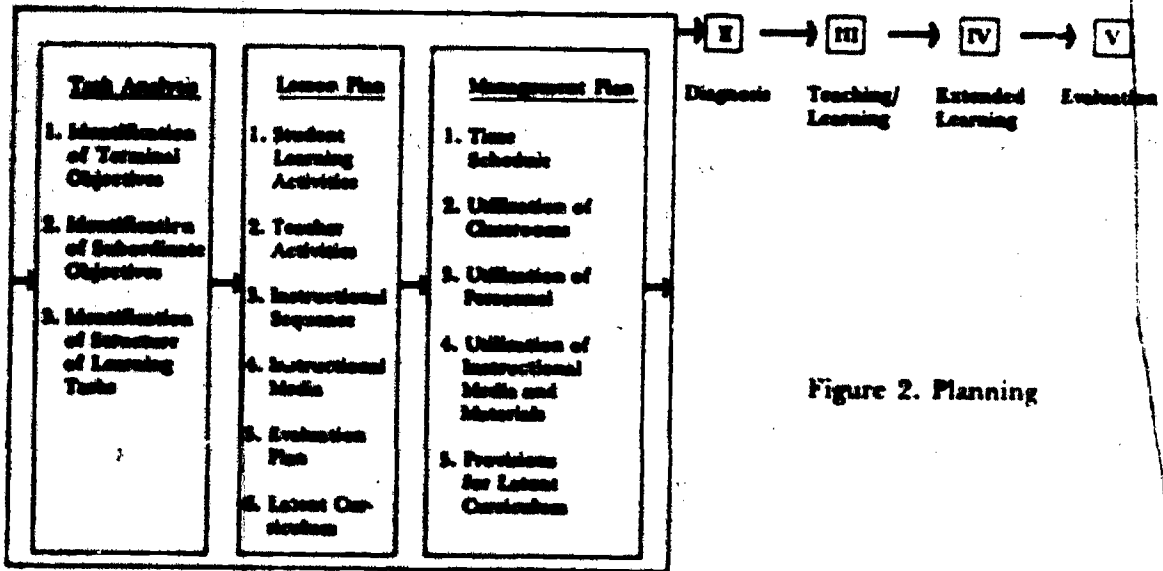 Task Analysis
1. Identification
of Terminal
Objectives
2. Identification
of Subordinate
Objectives
3. Identification
of Structure
of Learning
Tasks
Lesson Plan
1. Student
Learning
Activities
2. Teacher
Activities
3. Instructional
Sequence
4. Instructional
Media
5. Evaluation
Plan
6. Latent Cur-
riculum
Management Plan
1. Time
Schedule
2. Utilization of
Classrooms
3. Utilization of
Personnel
4. Utilization of
Instructional
Media and
Materials
5. Provisions
for Latent
Curriculum
II
III
IV
V
Diagnosis
Teaching/
Learning
Extended
Learning
Evaluation
Figure 2. Planning